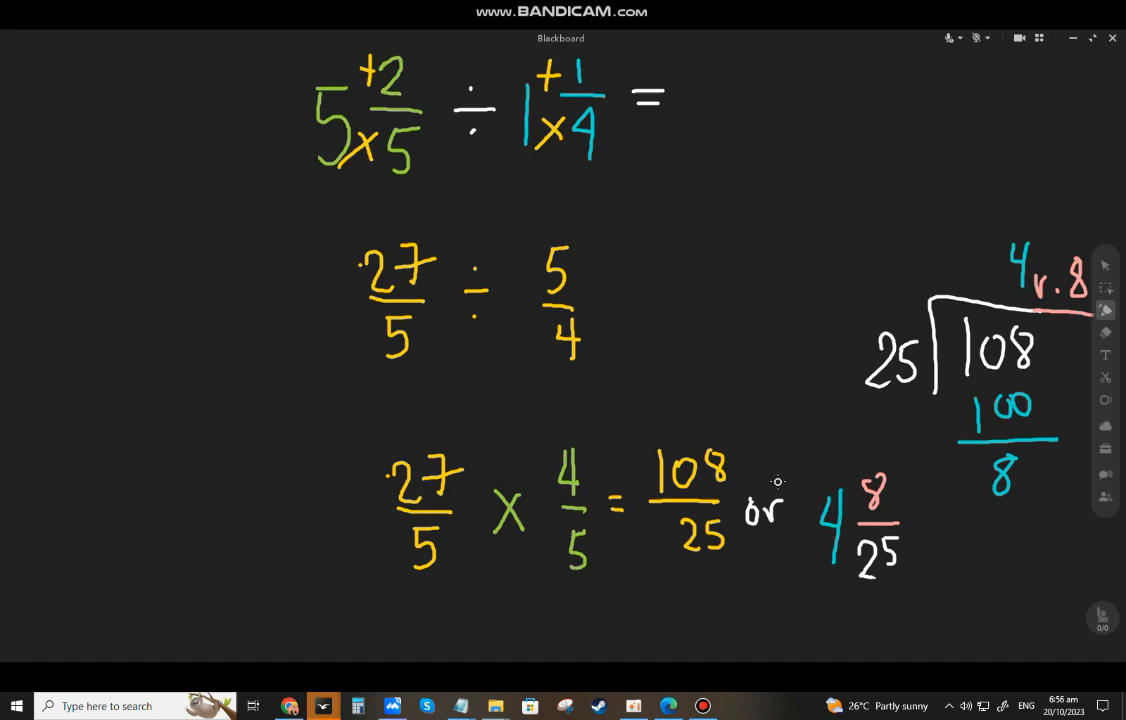 www.BANDICAM.com
Blackboard
5 + 2 / × 5 ÷ 1 + 1 / × 4 =
27/5 ÷ 5/4
4 r. 8
25 108
100
8
27/5 × 4/5 = 108/25 or 4 8/25
0/0
Type here to search
26°C Partly sunny
ENG
6:56 am
20/10/2023